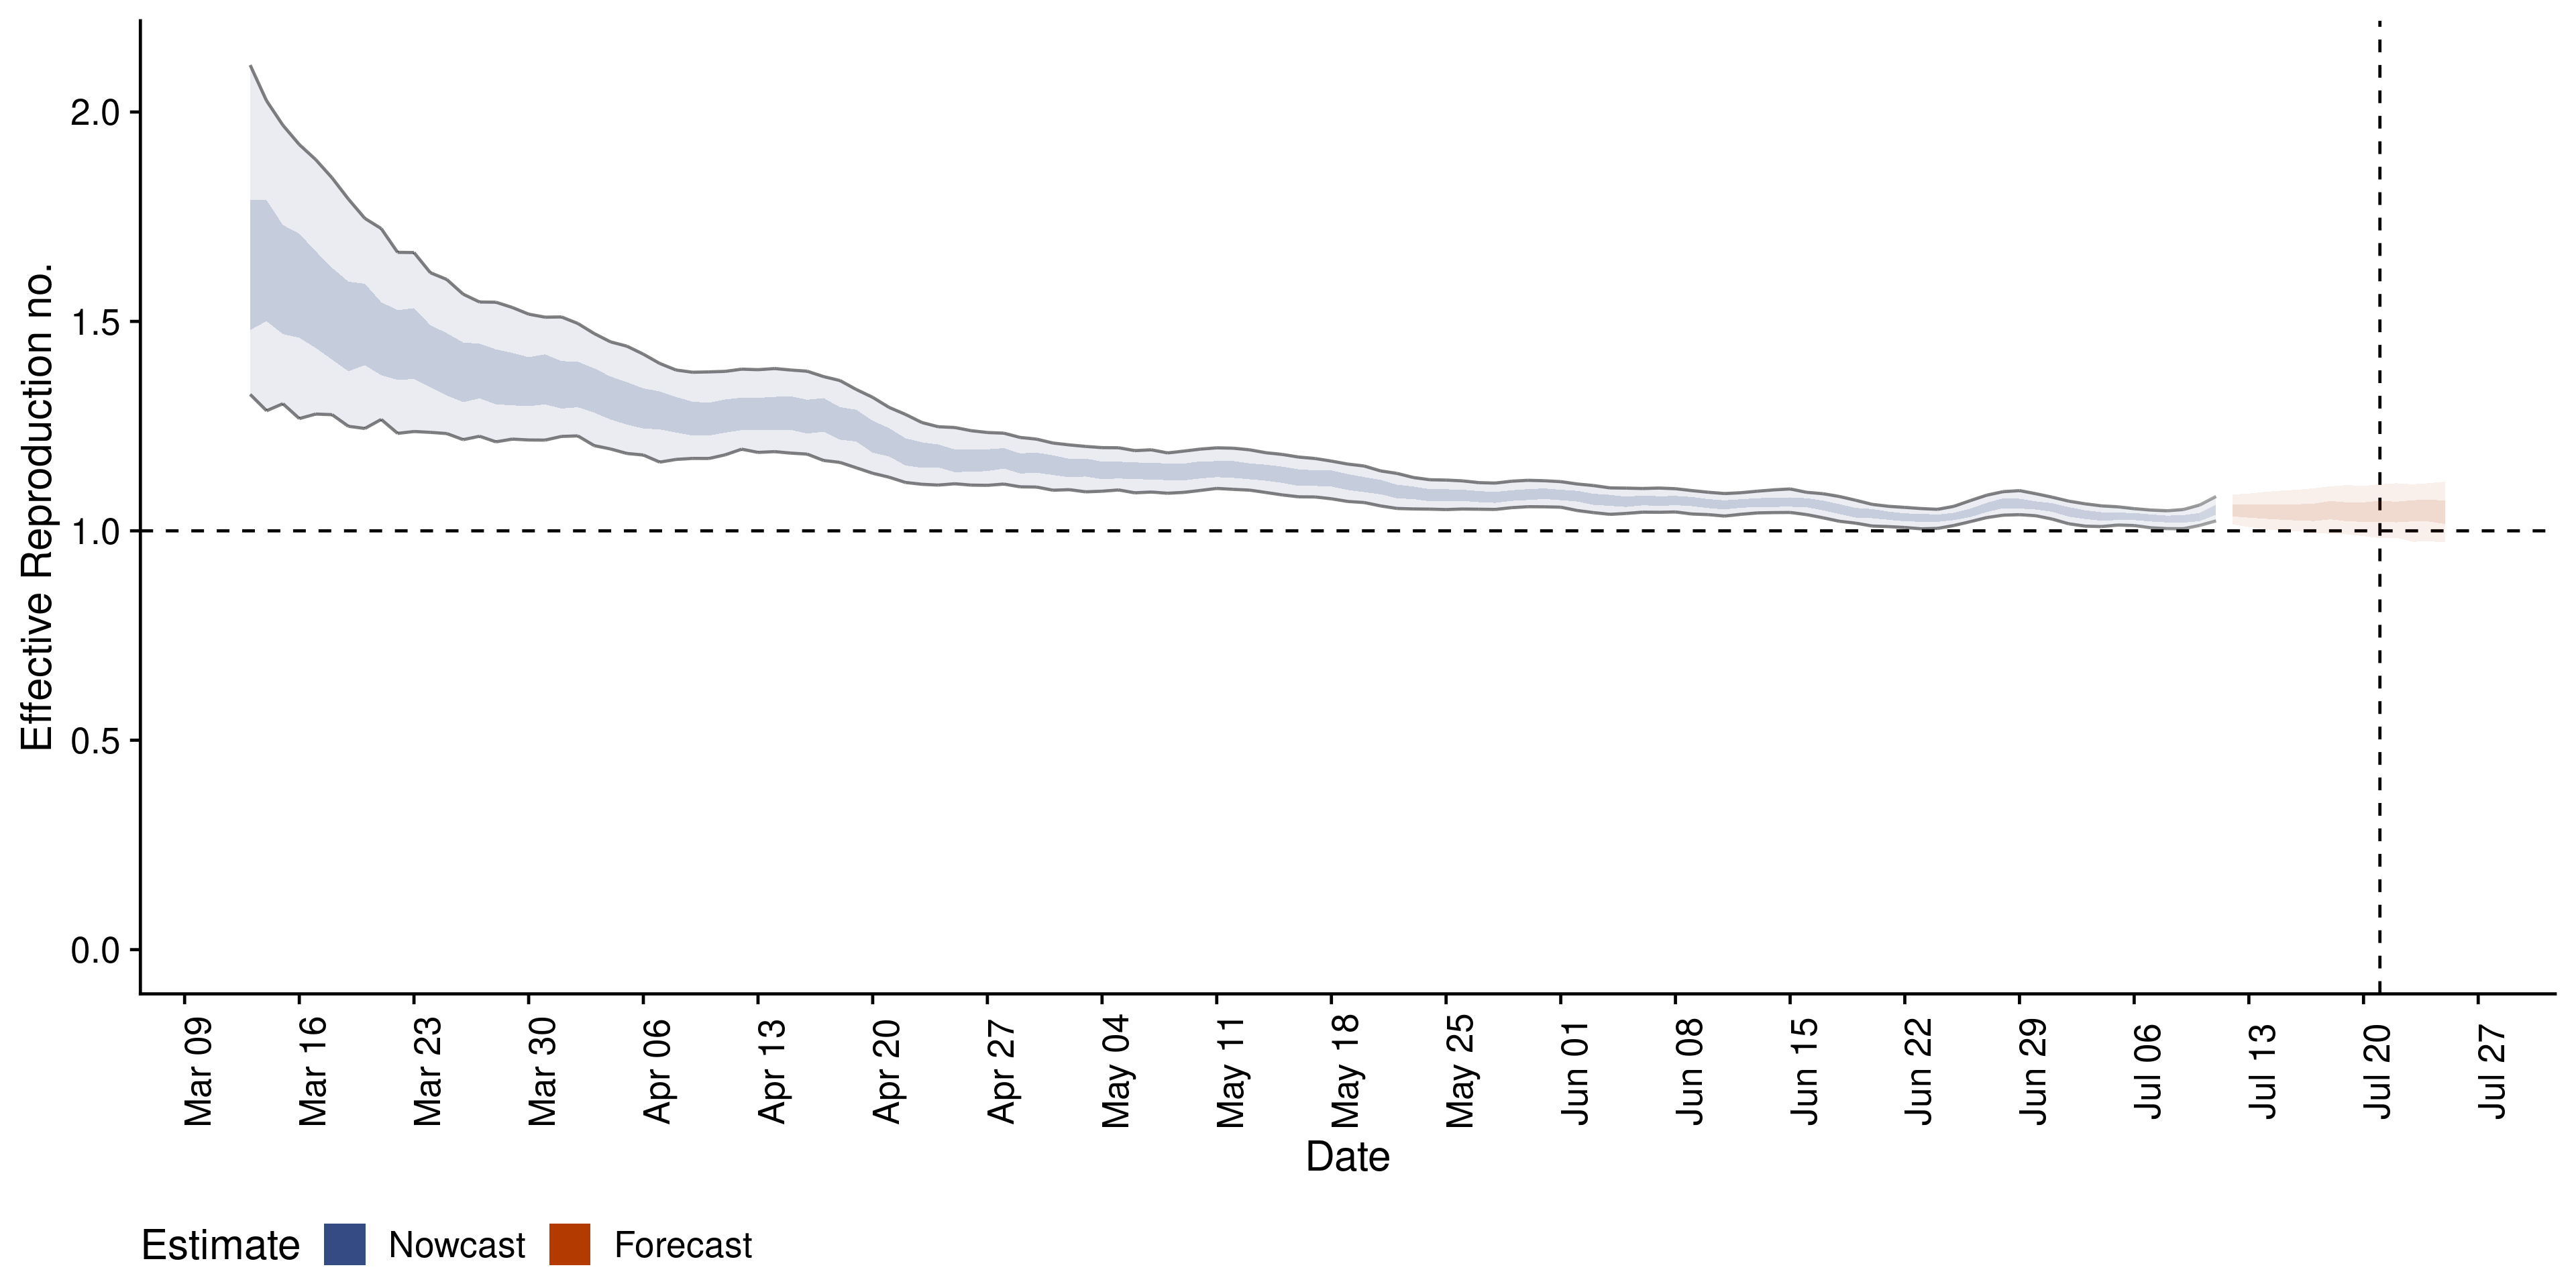 Effective Reproduction no.
2.0
1.5
1.0
0.5
0.0
Mar 09
Mar 16
Mar 23
Mar 30
Apr 06
Apr 13
Apr 20
Apr 27
May 04
May 11
May 18
May 25
Jun 01
Jun 08
Jun 15
Jun 22
Jun 29
Jul 06
Jul 13
Jul 20
Jul 27
Date
Estimate Nowcast Forecast